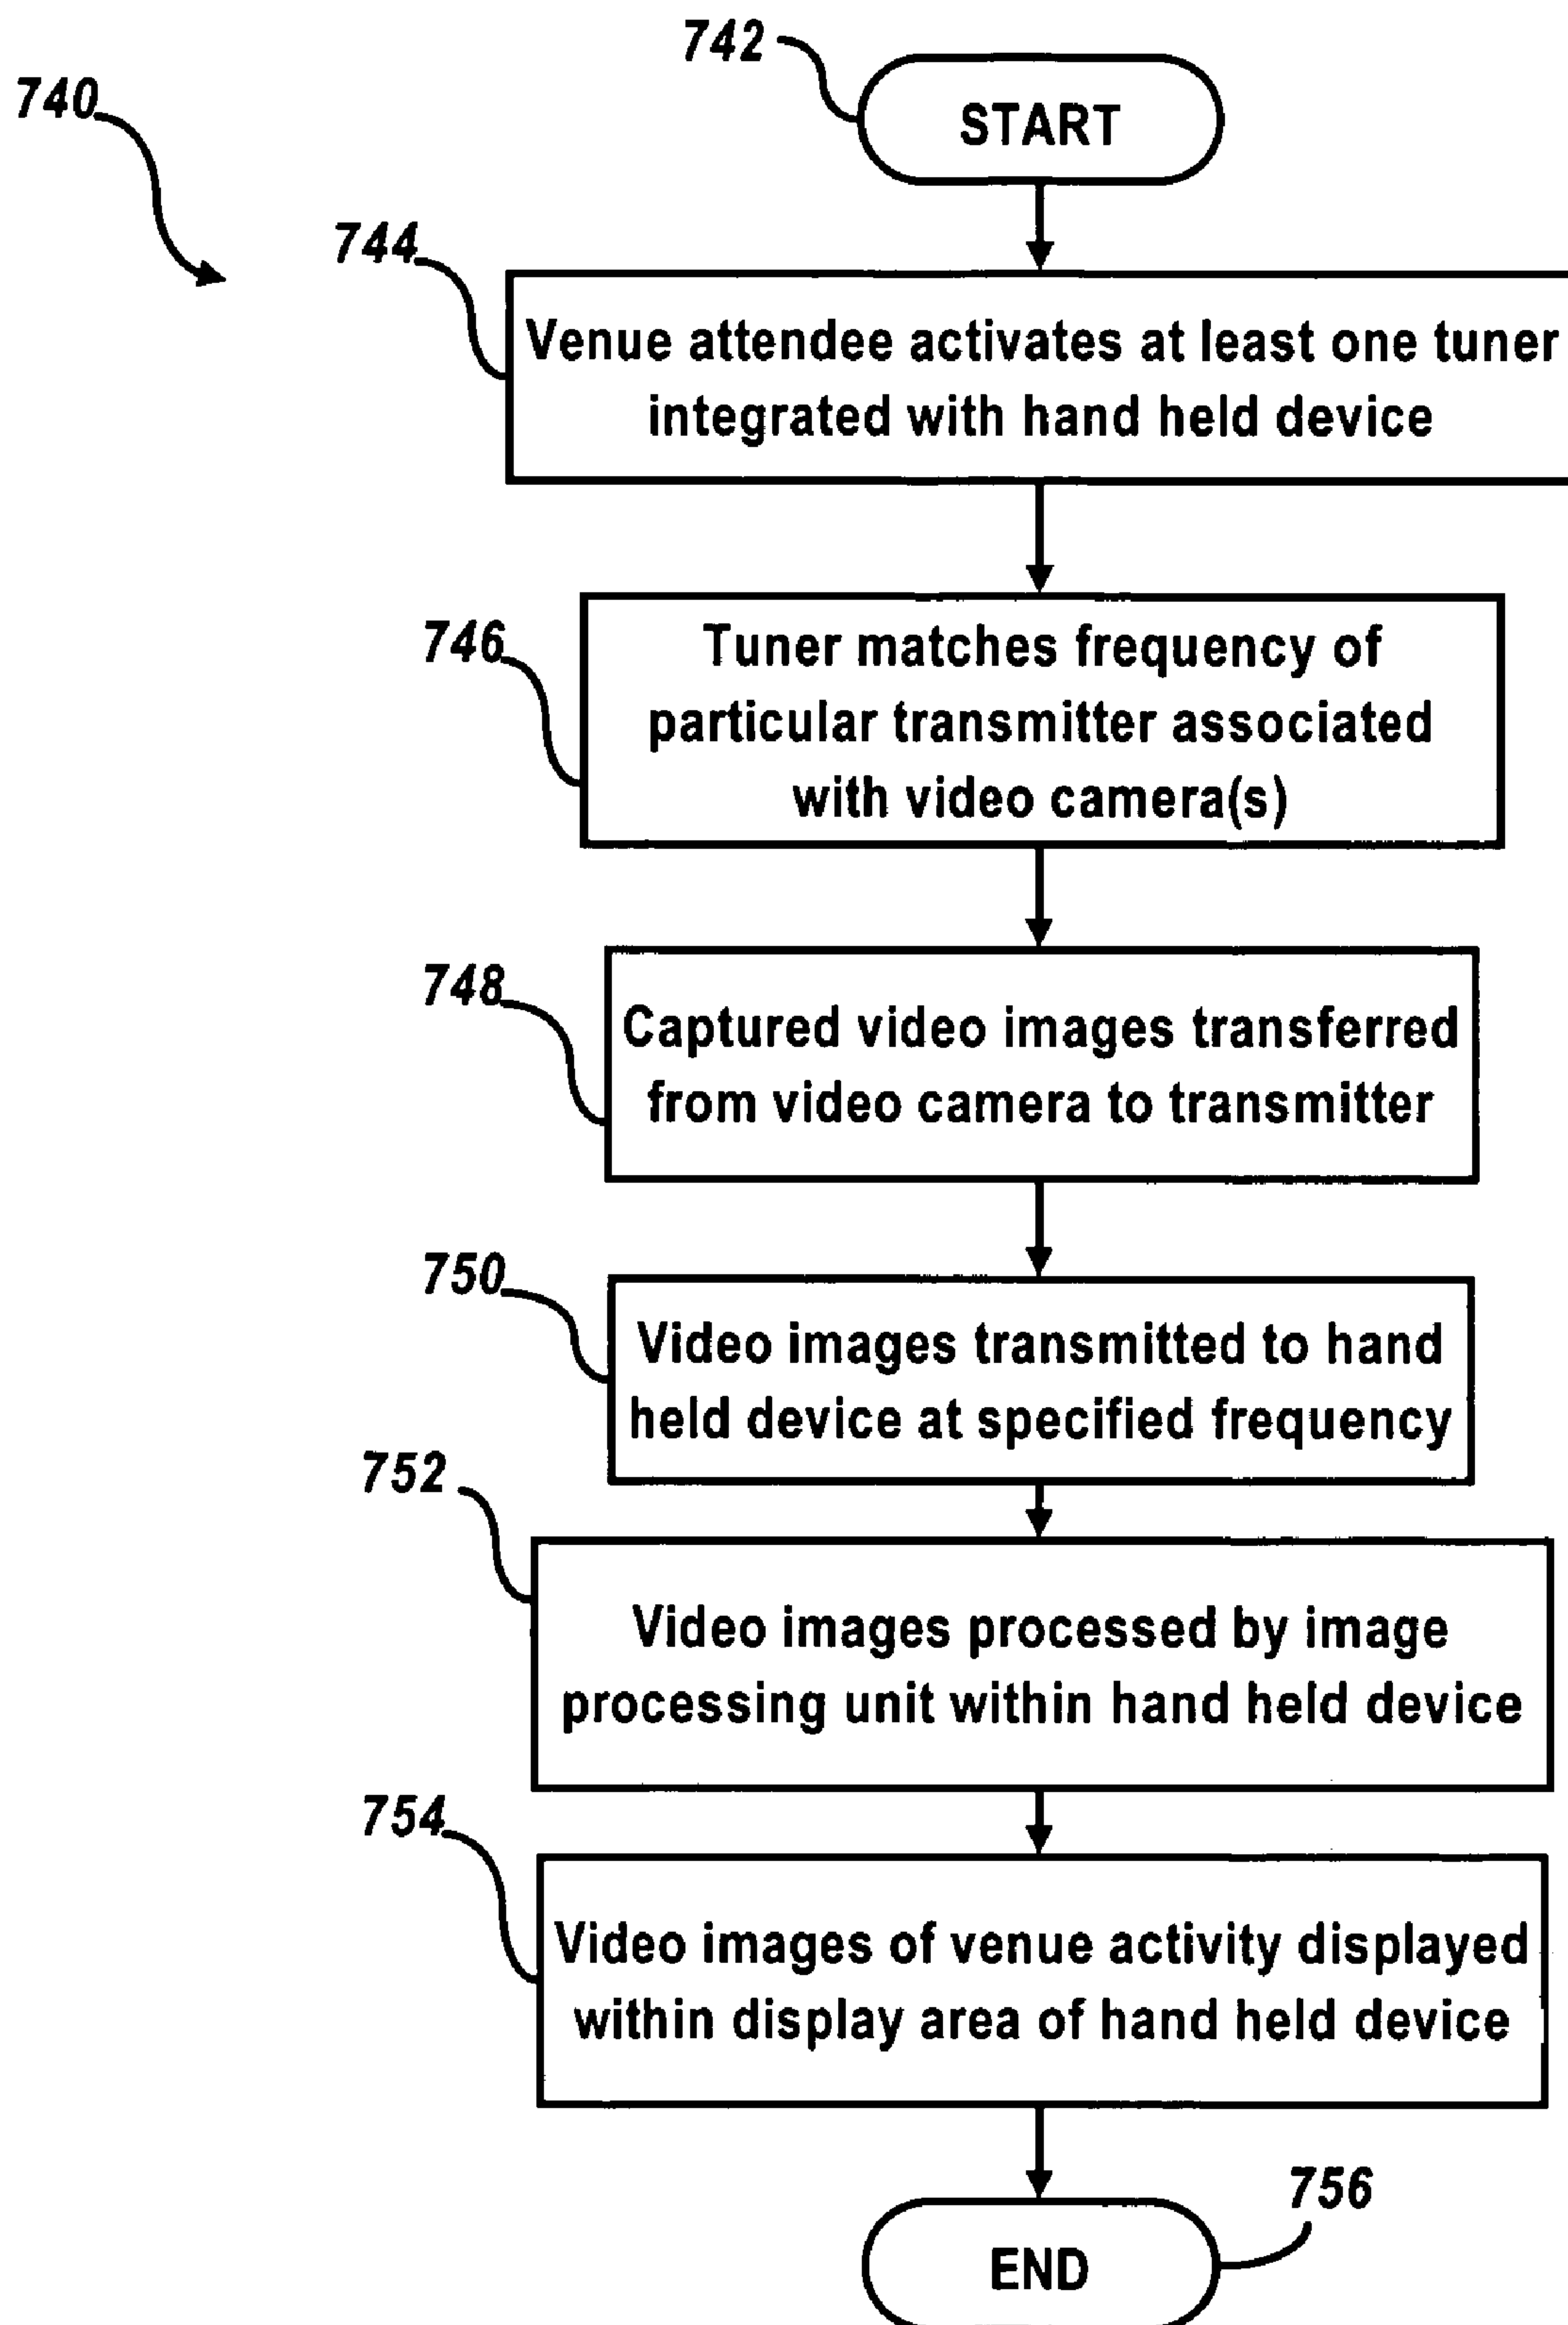 742
START
740
744
Venue attendee activates at least one tuner
integrated with hand held device
746
Tuner matches frequency of
particular transmitter associated
with video camera(s)
748
Captured video images transferred
from video camera to transmitter
750
Video images transmitted to hand
held device at specified frequency
752
Video images processed by image
processing unit within hand held device
754
Video images of venue activity displayed
within display area of hand held device
756
END